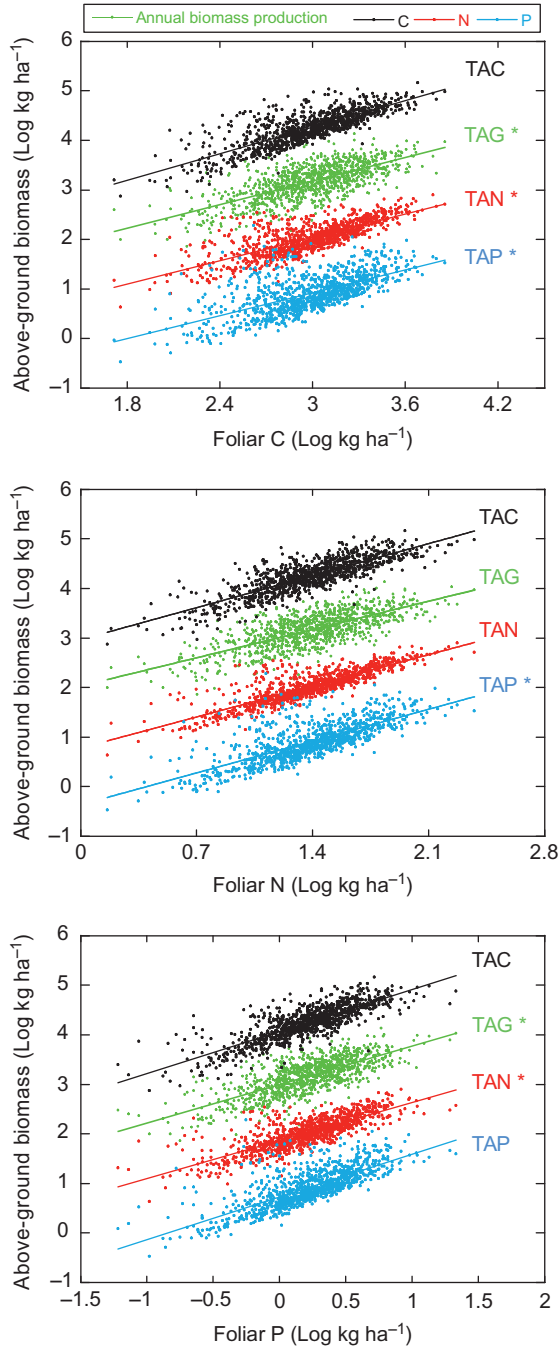 Annual biomass production C N P
Above-ground biomass (Log kg ha⁻¹)
6
5
4
3
2
1
0
−1
TAC
TAG *
TAN *
TAP *
1.8 2.4 3 3.6 4.2
Foliar C (Log kg ha⁻¹)
Above-ground biomass (Log kg ha⁻¹)
6
5
4
3
2
1
0
−1
TAC
TAG
TAN
TAP *
0 0.7 1.4 2.1 2.8
Foliar N (Log kg ha⁻¹)
Above-ground biomass (Log kg ha⁻¹)
6
5
4
3
2
1
0
−1
TAC
TAG *
TAN *
TAP
−1.5 −1 −0.5 0 0.5 1 1.5
Foliar P (Log kg ha⁻¹)